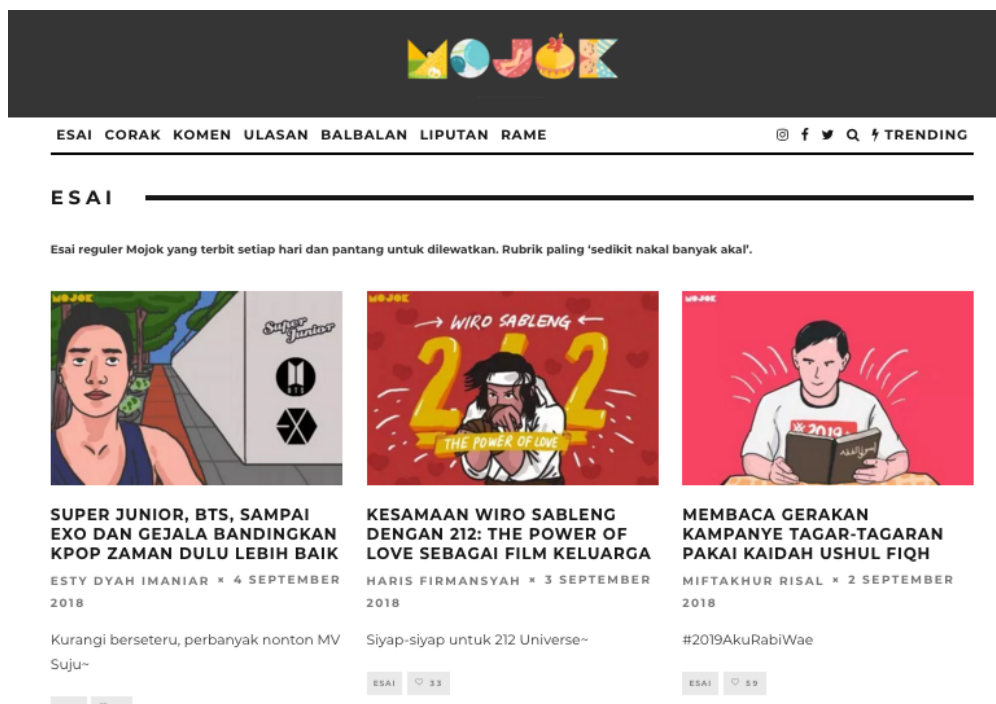 MOJOK
ESAI CORAK KOMEN ULASAN BALBALAN LIPUTAN RAME
TRENDING
ESAI
Esai reguler Mojok yang terbit setiap hari dan pantang untuk dilewatkan. Rubrik paling ‘sedikit nakal banyak akal’.
MOJOK
Super
Junior
BTS
SUPER JUNIOR, BTS, SAMPAI
EXO DAN GEJALA BANDINGKAN
KPOP ZAMAN DULU LEBIH BAIK
ESTY DYAH IMANIAR × 4 SEPTEMBER
2018
Kurangi berseteru, perbanyak nonton MV
Suju~
MOJOK
WIRO SABLENG
212
THE POWER OF LOVE
KESAMAAN WIRO SABLENG
DENGAN 212: THE POWER OF
LOVE SEBAGAI FILM KELUARGA
HARIS FIRMANSYAH × 3 SEPTEMBER
2018
Siyap-siyap untuk 212 Universe~
ESAI 33
MOJOK
2019
MEMBACA GERAKAN
KAMPANYE TAGAR-TAGARAN
PAKAI KAIDAH USHUL FIQH
MIFTAKHUR RISAL × 2 SEPTEMBER
2018
#2019AkuRabiWae
ESAI 59